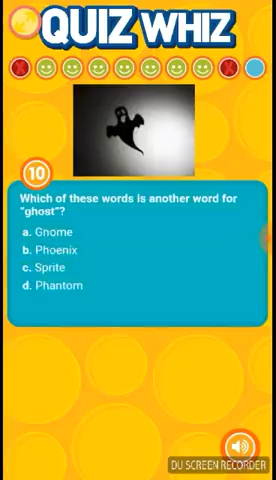 QUIZ WHIZ
10
Which of these words is another word for
"ghost"?
a. Gnome
b. Phoenix
c. Sprite
d. Phantom
DU SCREEN RECORDER